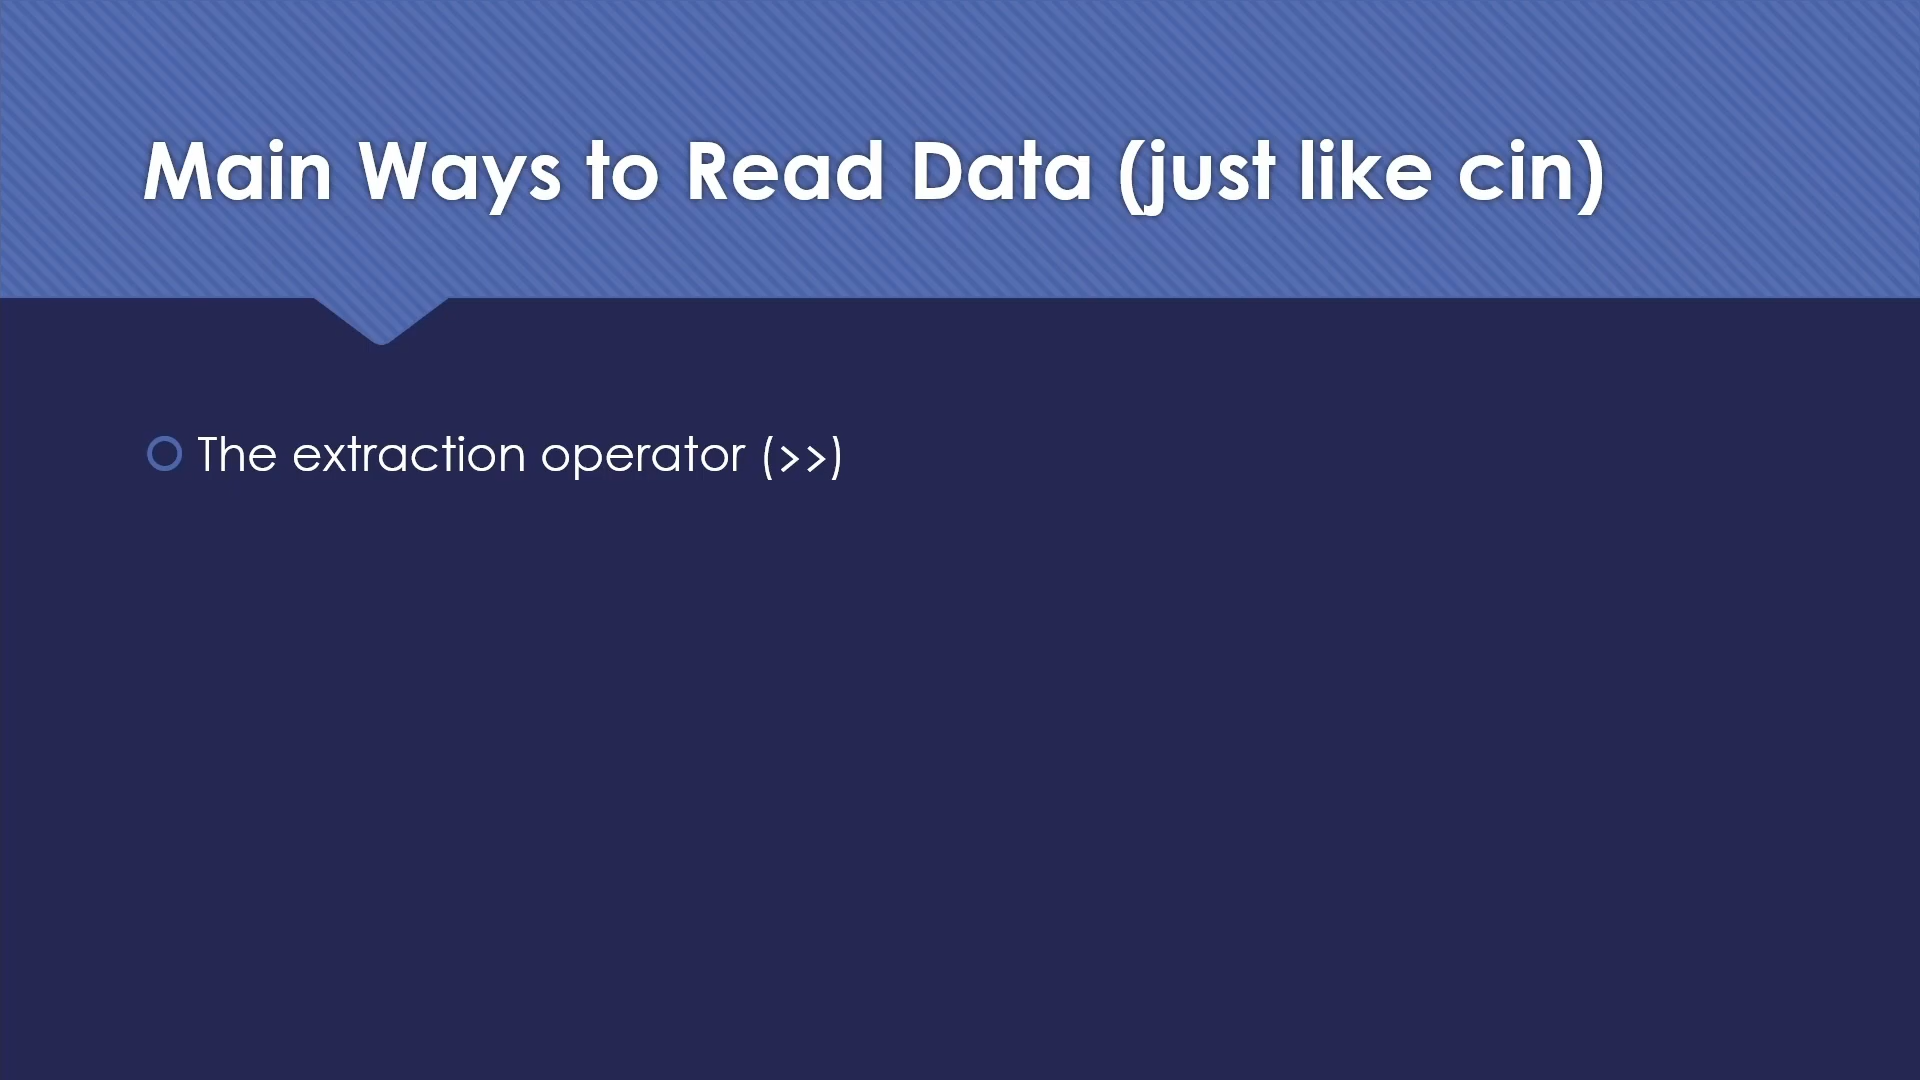 Main Ways to Read Data (just like cin)
The extraction operator (>>)